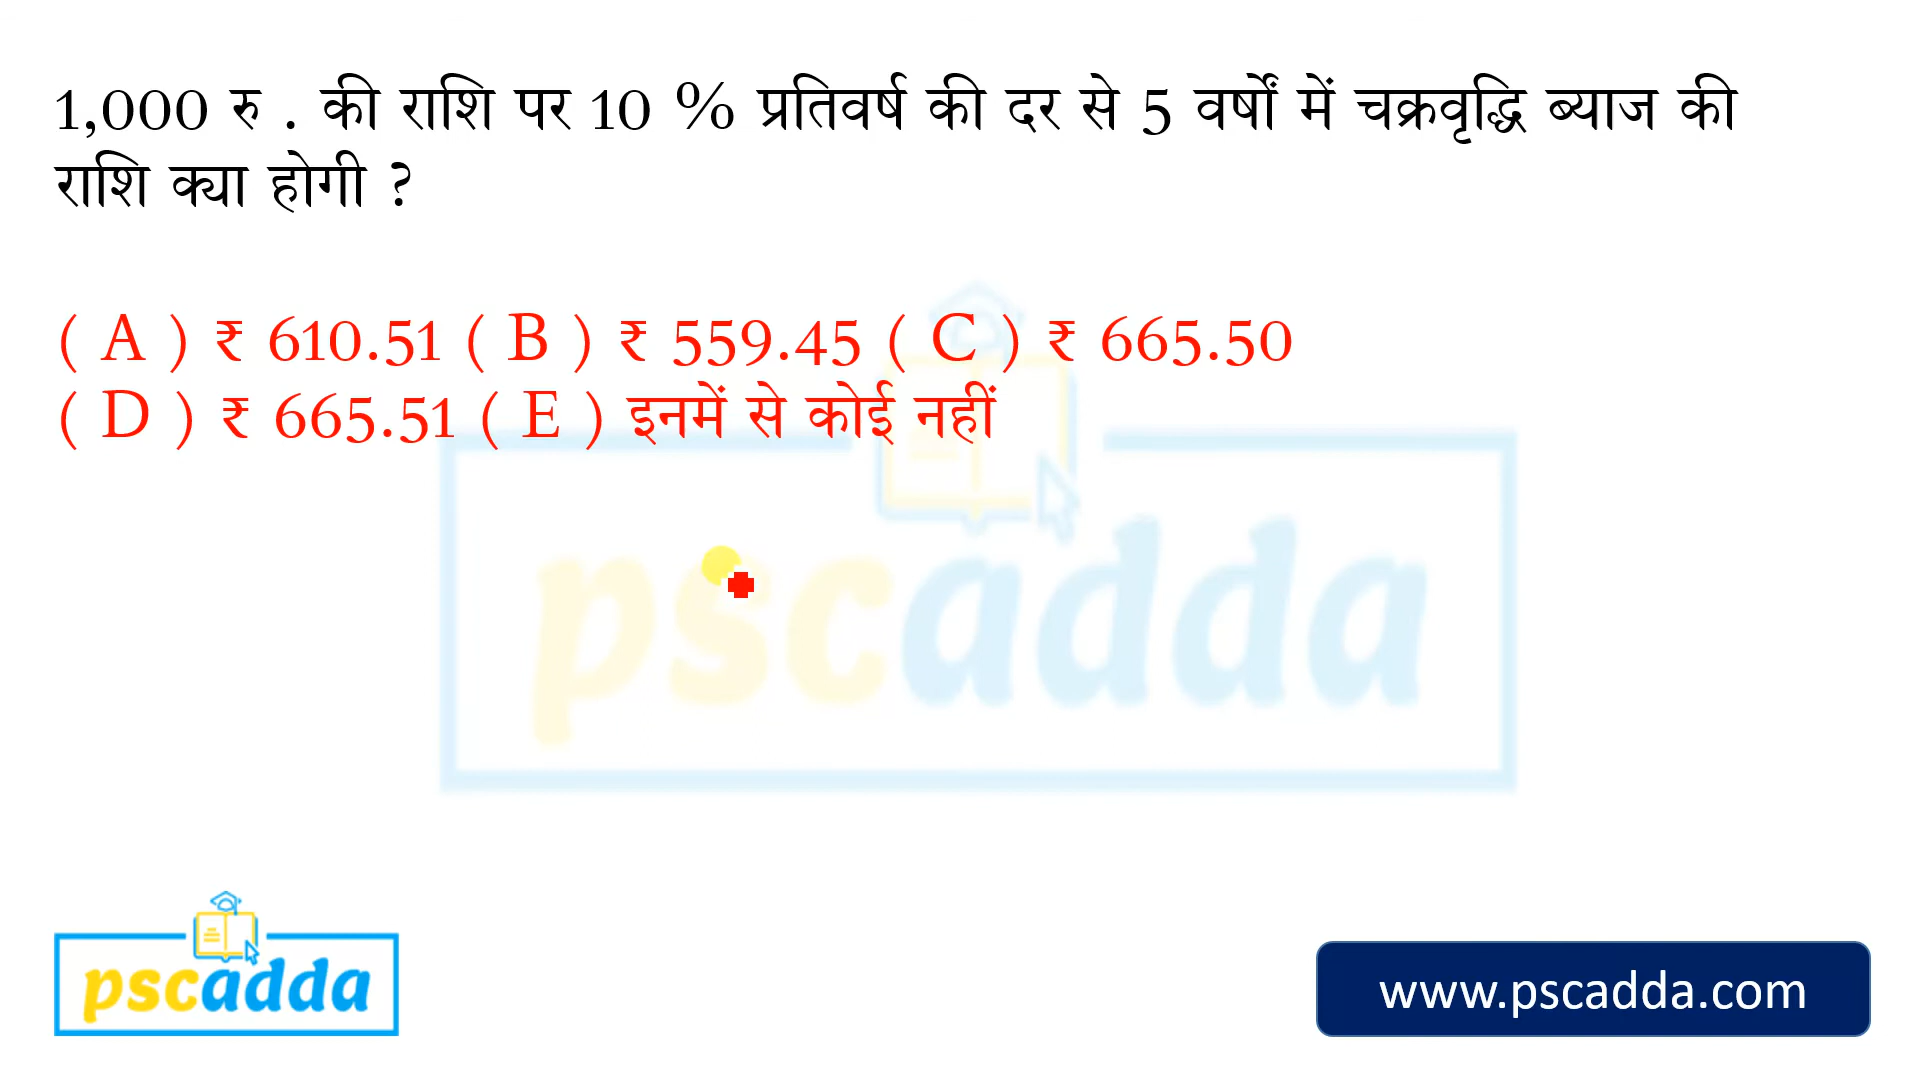 1,000 रु . की राशि पर 10 % प्रतिवर्ष की दर से 5 वर्षों में चक्रवृद्धि ब्याज की
राशि क्या होगी ?
( A ) ₹ 610.51 ( B ) ₹ 559.45 ( C ) ₹ 665.50
( D ) ₹ 665.51 ( E ) इनमें से कोई नहीं
pscadda
pscadda
www.pscadda.com